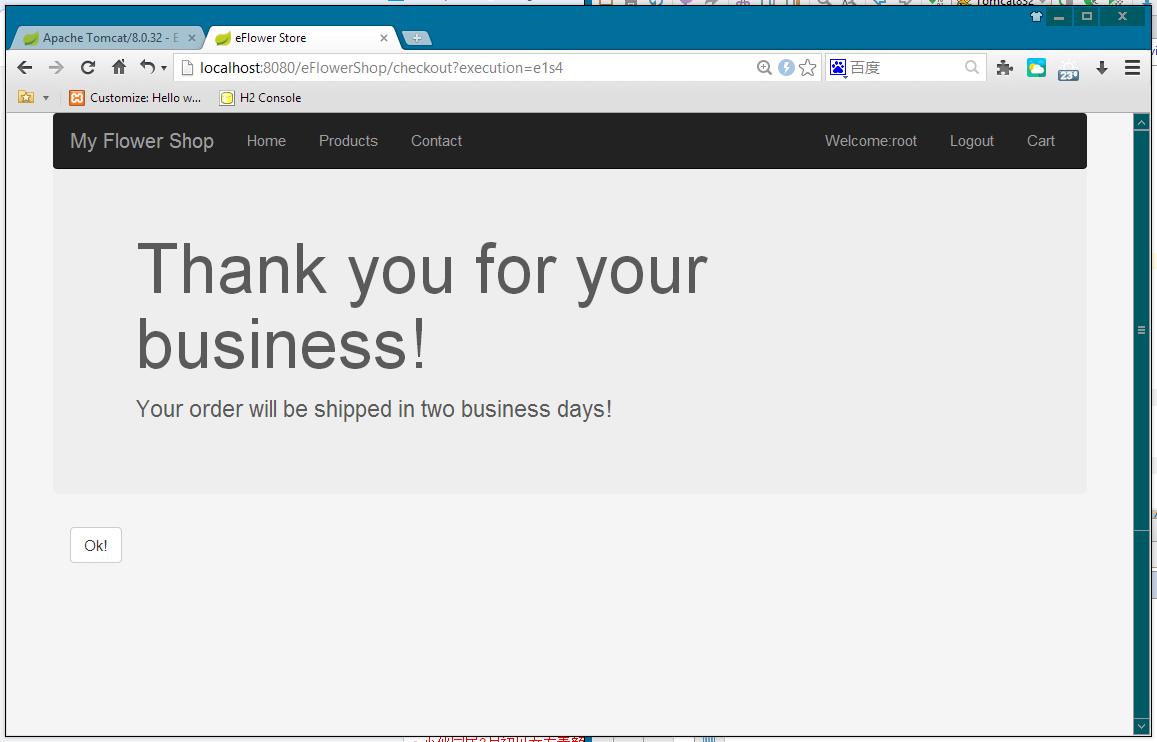 Tomcat832
Apache Tomcat/8.0.32 - E
eFlower Store
localhost:8080/eFlowerShop/checkout?execution=e1s4
百度
23°
Customize: Hello w...
H2 Console
My Flower Shop
Home
Products
Contact
Welcome:root
Logout
Cart
Thank you for your
business!
Your order will be shipped in two business days!
Ok!